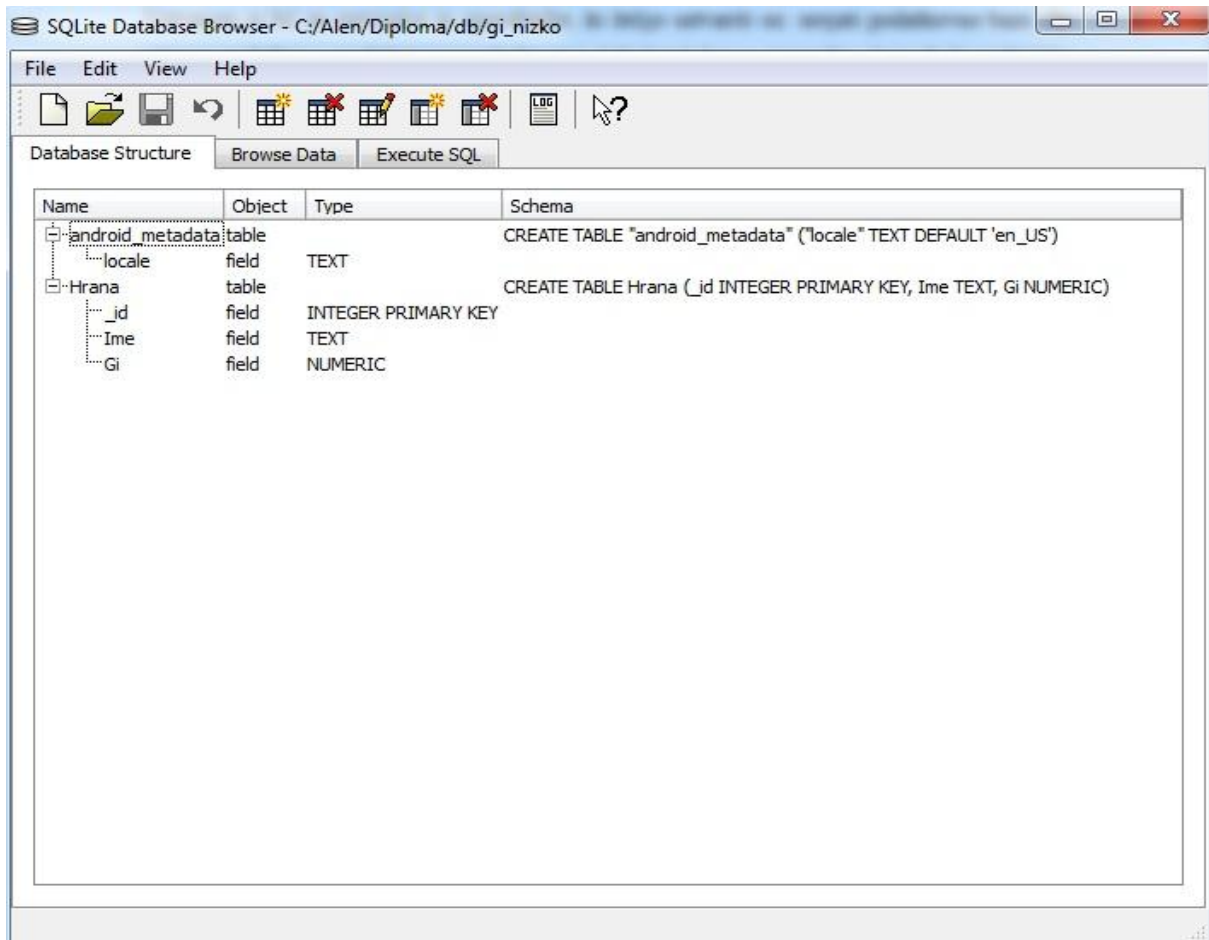 SQLite Database Browser - C:/Alen/Diploma/db/gi_nizko
File Edit View Help
LOG
Database Structure Browse Data Execute SQL
Name Object Type Schema
android_metadata table CREATE TABLE "android_metadata" ("locale" TEXT DEFAULT 'en_US')
locale field TEXT
Hrana table CREATE TABLE Hrana (_id INTEGER PRIMARY KEY, Ime TEXT, Gi NUMERIC)
_id field INTEGER PRIMARY KEY
Ime field TEXT
Gi field NUMERIC